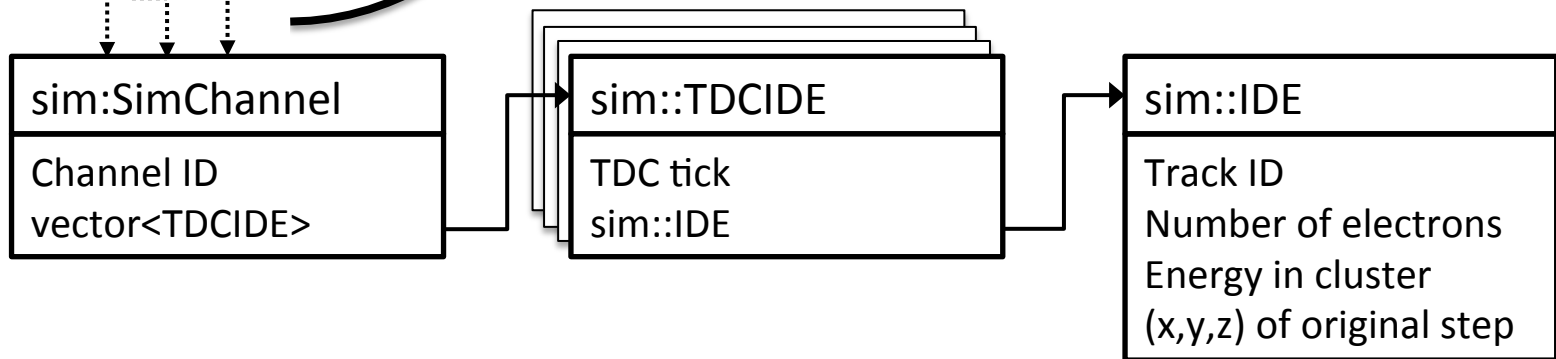 sim:SimChannel
Channel ID
vector<TDCIDE>
sim::TDCIDE
TDC tick
sim::IDE
sim::IDE
Track ID
Number of electrons
Energy in cluster
(x,y,z) of original step